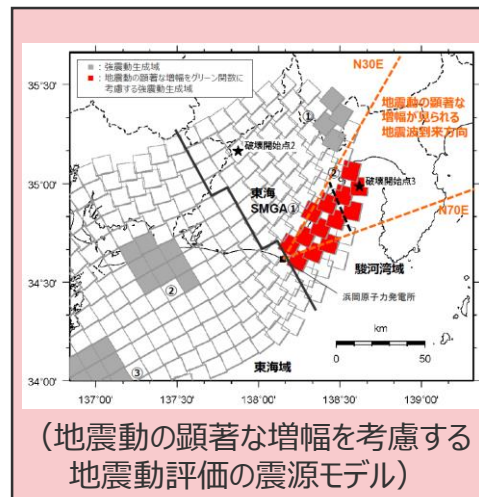 ：強震動生成域
：地震動の顕著な増幅をグリーン関数に
考慮する強震動生成域
N30E
地震動の顕著な
増幅が見られる
地震波到来方向
35°30'
①
破壊開始点2
35°00'
東海
SMGA①
②
破壊開始点3
N70E
34°30'
駿河湾域
浜岡原子力発電所
②
km
0
50
東海域
③
34°00'
137°00'
137°30'
138°00'
138°30'
139°00'
（地震動の顕著な増幅を考慮する
地震動評価の震源モデル）